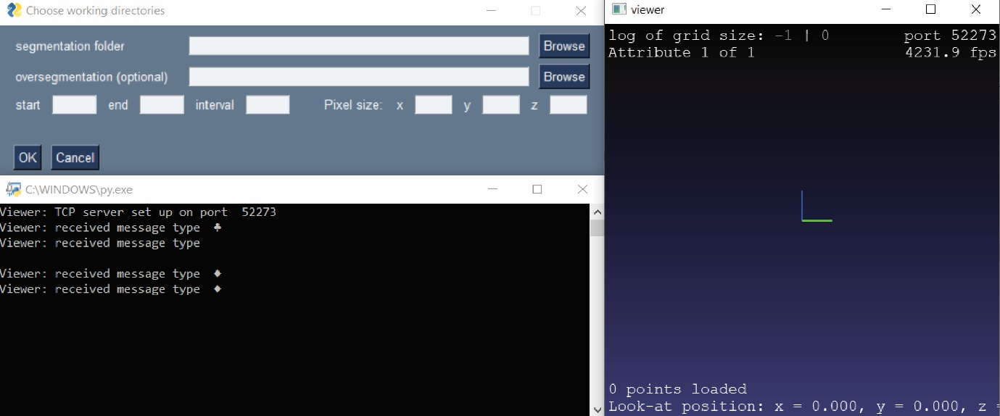 Choose working directories
segmentation folder
Browse
oversegmentation (optional)
Browse
start end interval Pixel size: x y z
OK Cancel
C:\WINDOWS\py.exe
Viewer: TCP server set up on port 52273
Viewer: received message type ♣
Viewer: received message type
Viewer: received message type ♦
Viewer: received message type ♦
viewer
log of grid size: -1 | 0 port 52273
Attribute 1 of 1 4231.9 fps
0 points loaded
Look-at position: x = 0.000, y = 0.000, z =